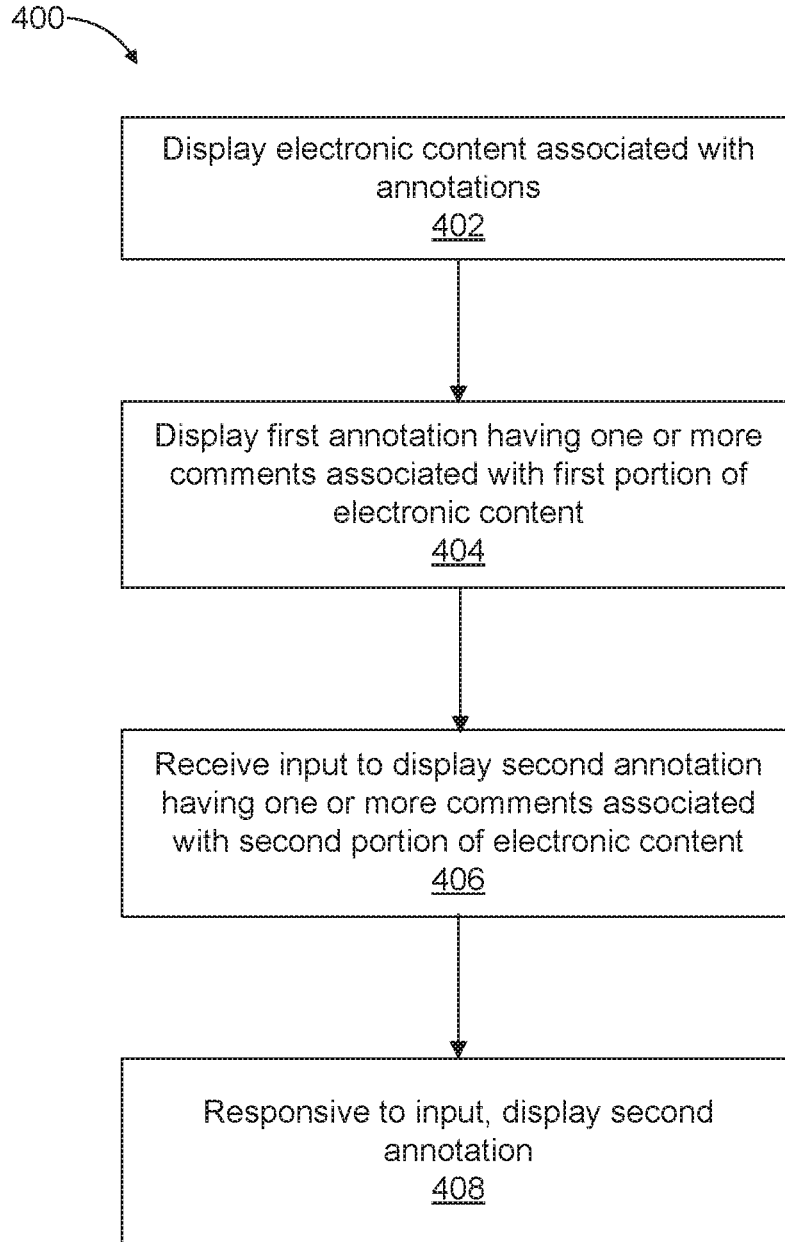 400
Display electronic content associated with
annotations
402
Display first annotation having one or more
comments associated with first portion of
electronic content
404
Receive input to display second annotation
having one or more comments associated
with second portion of electronic content
406
Responsive to input, display second
annotation
408